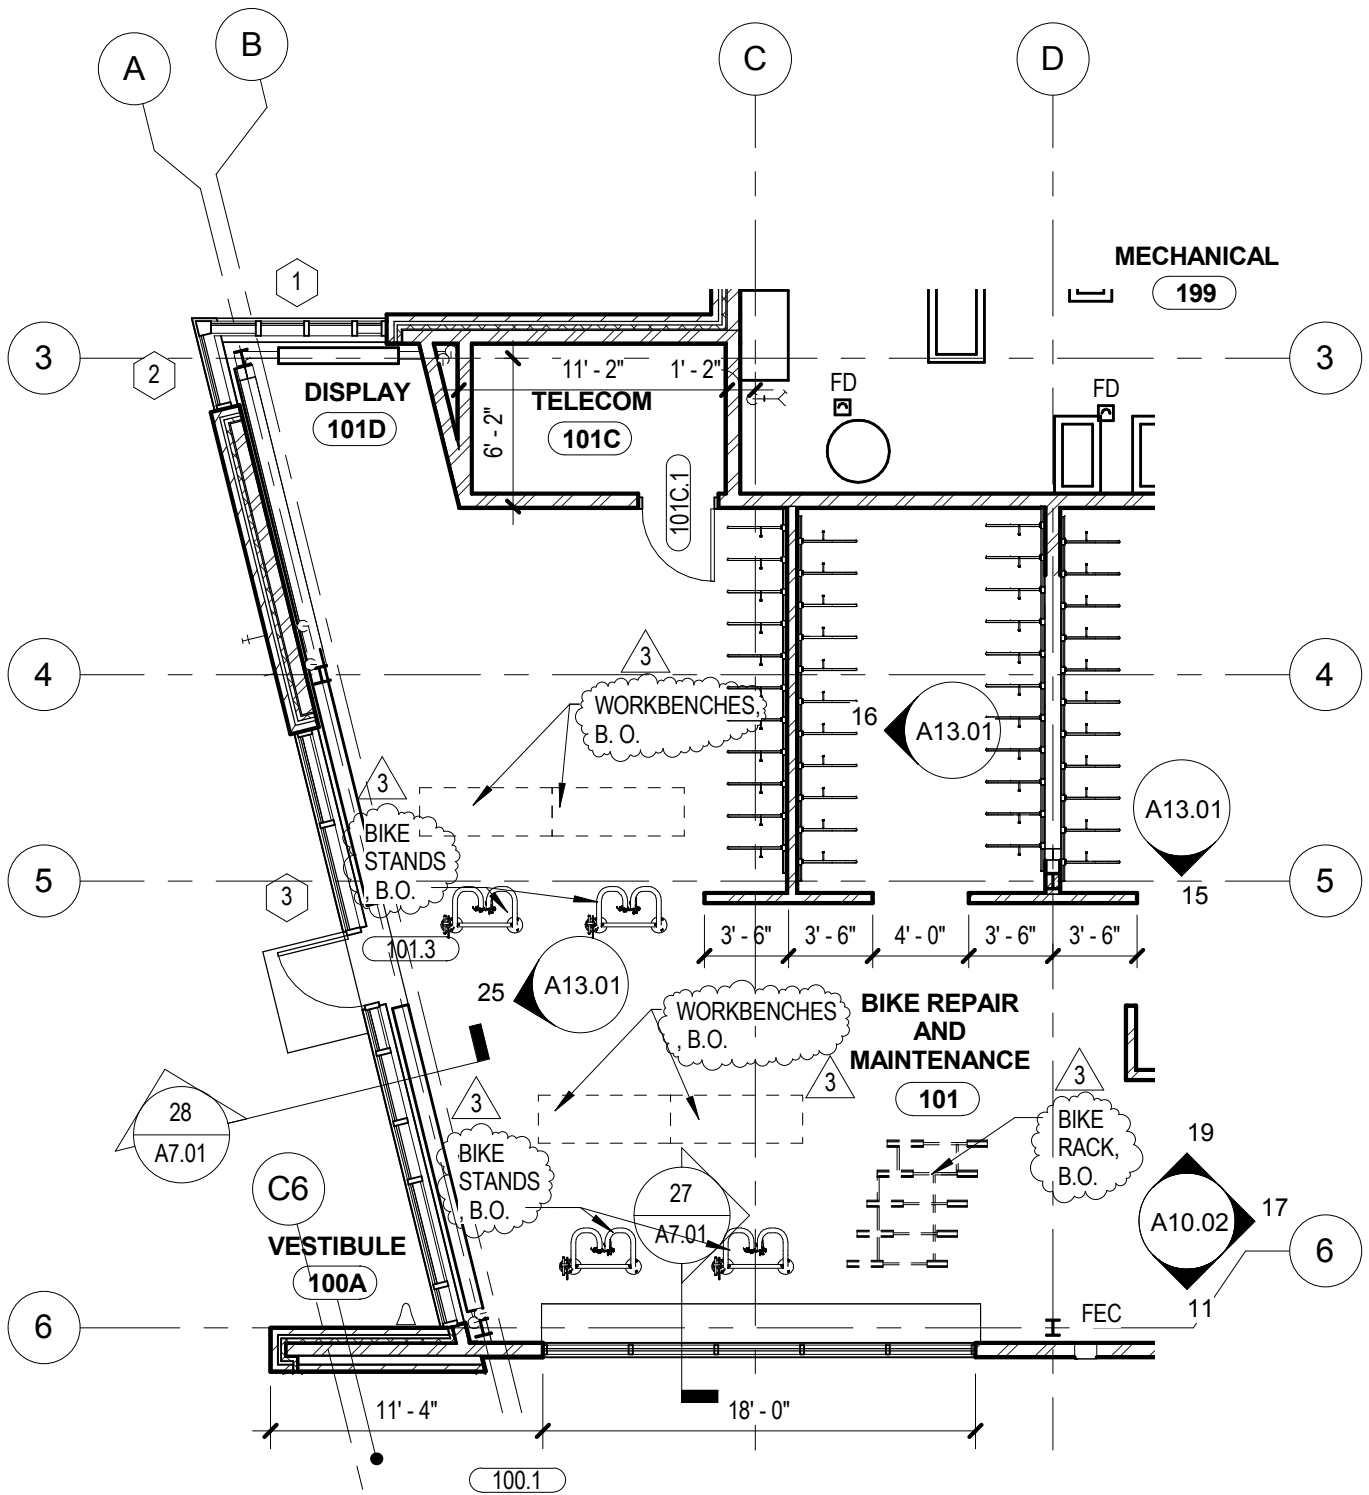 A
B
C
D
MECHANICAL
199
1
3
3
2
11' - 2"
1' - 2"
DISPLAY
101D
TELECOM
101C
6' - 2"
FD
FD
101C.1
3
4
4
WORKBENCHES,
B. O.
16
A13.01
3
BIKE
STANDS
, B.O.
A13.01
15
5
5
3
101.3
3' - 6"
3' - 6"
4' - 0"
3' - 6"
3' - 6"
25
A13.01
WORKBENCHES
, B.O.
3
BIKE REPAIR
AND
MAINTENANCE
101
3
BIKE
RACK,
B.O.
28
A7.01
3
BIKE
STANDS
, B.O.
27
A7.01
19
A10.02
17
11
C6
VESTIBULE
100A
6
6
FEC
11' - 4"
18' - 0"
100.1